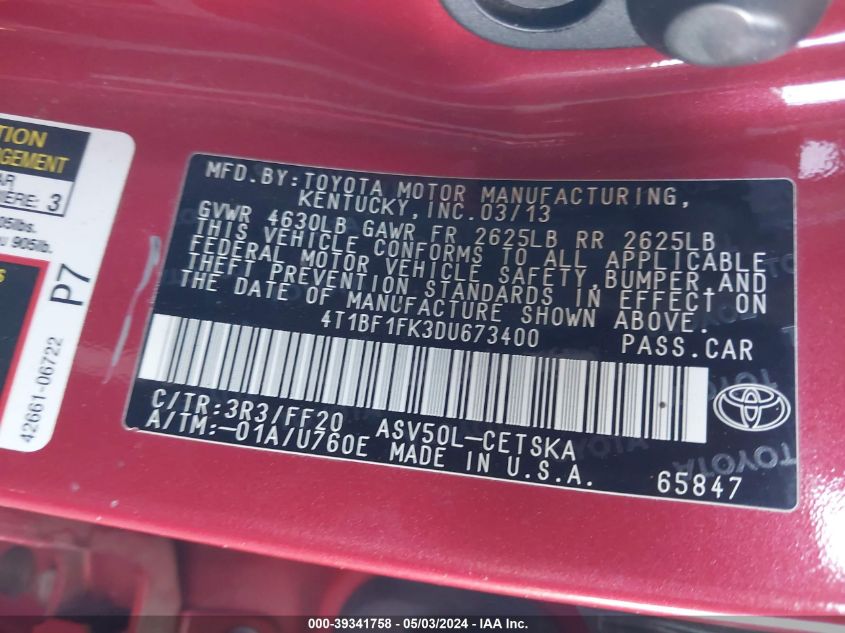 MFD.BY:TOYOTA MOTOR MANUFACTURING,
KENTUCKY, INC.03/13
GVWR 4630LB GAWR FR 2625LB RR 2625LB
THIS VEHICLE CONFORMS TO ALL APPLICABLE
FEDERAL MOTOR VEHICLE SAFETY,BUMPER,AND
THEFT PREVENTION STANDARDS IN EFFECT ON
THE DATE OF MANUFACTURE SHOWN ABOVE.
4T1BF1FK3DU673400
PASS.CAR
C/TR:3R3/FF20 ASV50L-CETSKA
A/TM:-01A/U760E MADE IN U.S.A.
65847
TOYOTA
3
906lb.
P7
42661-06722
000-39341758 - 05/03/2024 - IAA Inc.